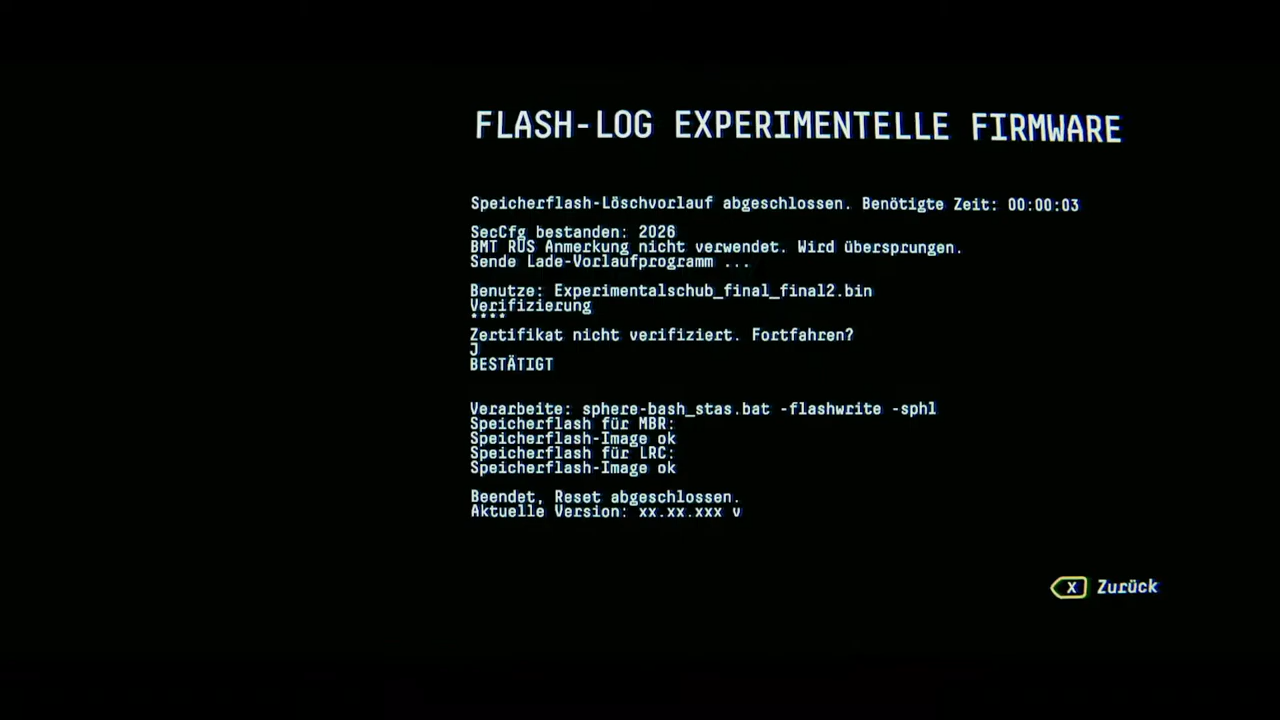 FLASH-LOG EXPERIMENTELLE FIRMWARE
Speicherflash-Löschvorlauf abgeschlossen. Benötigte Zeit: 00:00:03
SecCfg bestanden: 2026
BMT RUS Anmerkung nicht verwendet. Wird übersprungen.
Sende Lade-Vorlaufprogramm ...
Benutze: Experimentalschub_final_final2.bin
Verifizierung
****
Zertifikat nicht verifiziert. Fortfahren?
J
BESTÄTIGT
Verarbeite: sphere-bash_stas.bat -flashwrite -sphl
Speicherflash für MBR:
Speicherflash-Image ok
Speicherflash für LRC:
Speicherflash-Image ok
Beendet, Reset abgeschlossen.
Aktuelle Version: xx.xx.xxx v
X Zurück